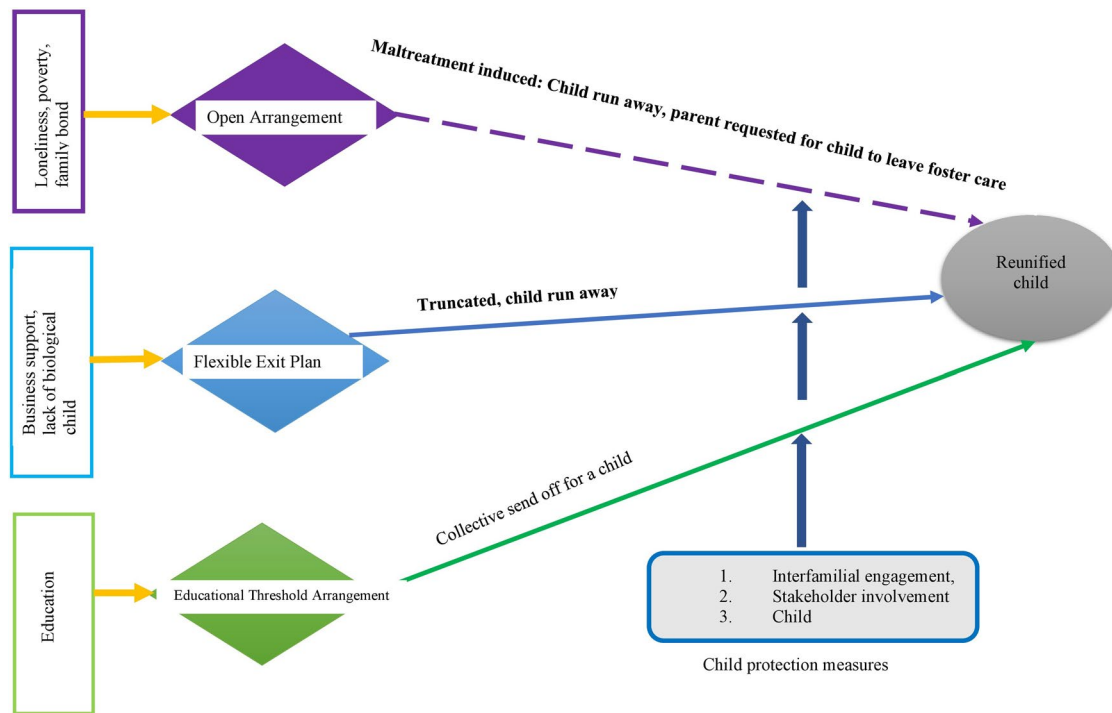 Loneliness, poverty,
family bond
Open Arrangement
Maltreatment induced: Child run away, parent requested for child to leave foster care
Reunified
child
Business support,
lack of biological
child
Flexible Exit Plan
Truncated, child run away
Education
Educational Threshold Arrangement
Collective send off for a child
1. Interfamilial engagement,
2. Stakeholder involvement
3. Child
Child protection measures